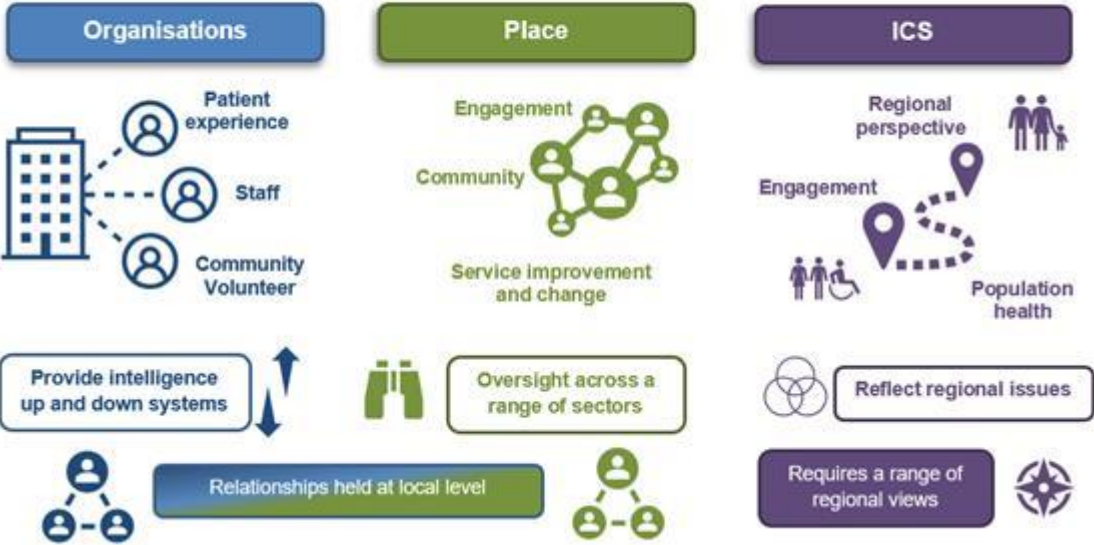 Organisations
Patient
experience
Staff
Community
Volunteer
Provide intelligence
up and down systems
Place
Engagement
Community
Service improvement
and change
Oversight across a
range of sectors
Relationships held at local level
ICS
Regional
perspective
Engagement
Population
health
Reflect regional issues
Requires a range of
regional views